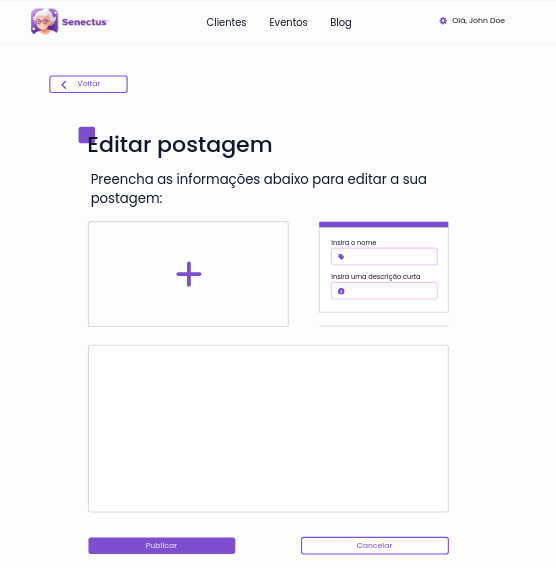 Senectus
Clientes
Eventos
Blog
Olá, John Doe
Voltar
Editar postagem
Preencha as informações abaixo para editar a sua
postagem:
Insira o nome
Insira uma descrição curta
Publicar
Cancelar